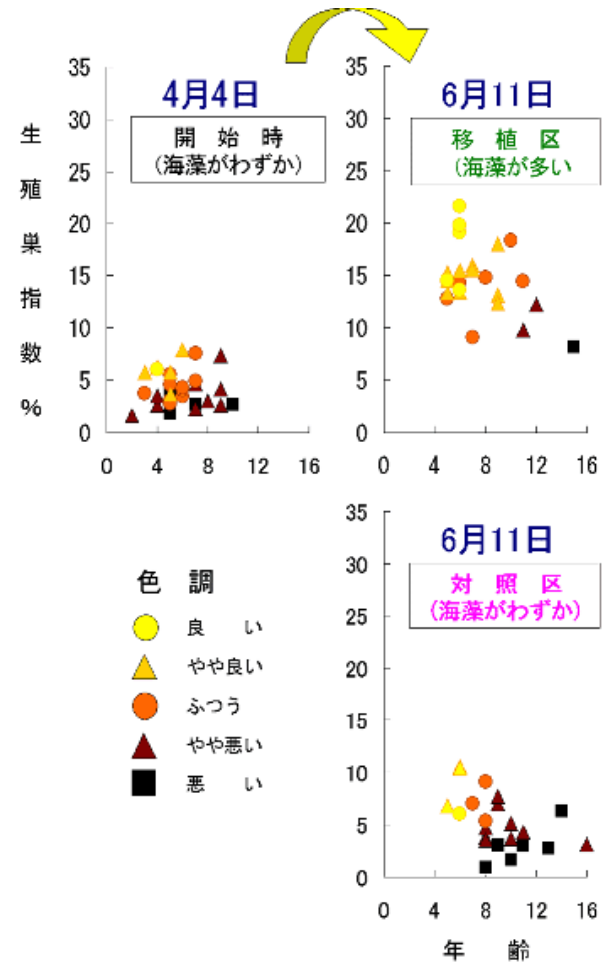 4月4日
開始時
(海藻がわずか)
生殖巣指数%
35
30
25
20
15
10
5
0
0 4 8 12 16
6月11日
移植区
(海藻が多い
35
30
25
20
15
10
5
0
0 4 8 12 16
色調
良い
やや良い
ふつう
やや悪い
悪い
6月11日
対照区
(海藻がわずか)
35
30
25
20
15
10
5
0
0 4 8 12 16
年齢